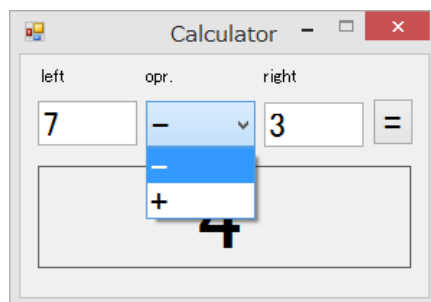 Calculator
left opr. right
7 − 3 =
−
+
4